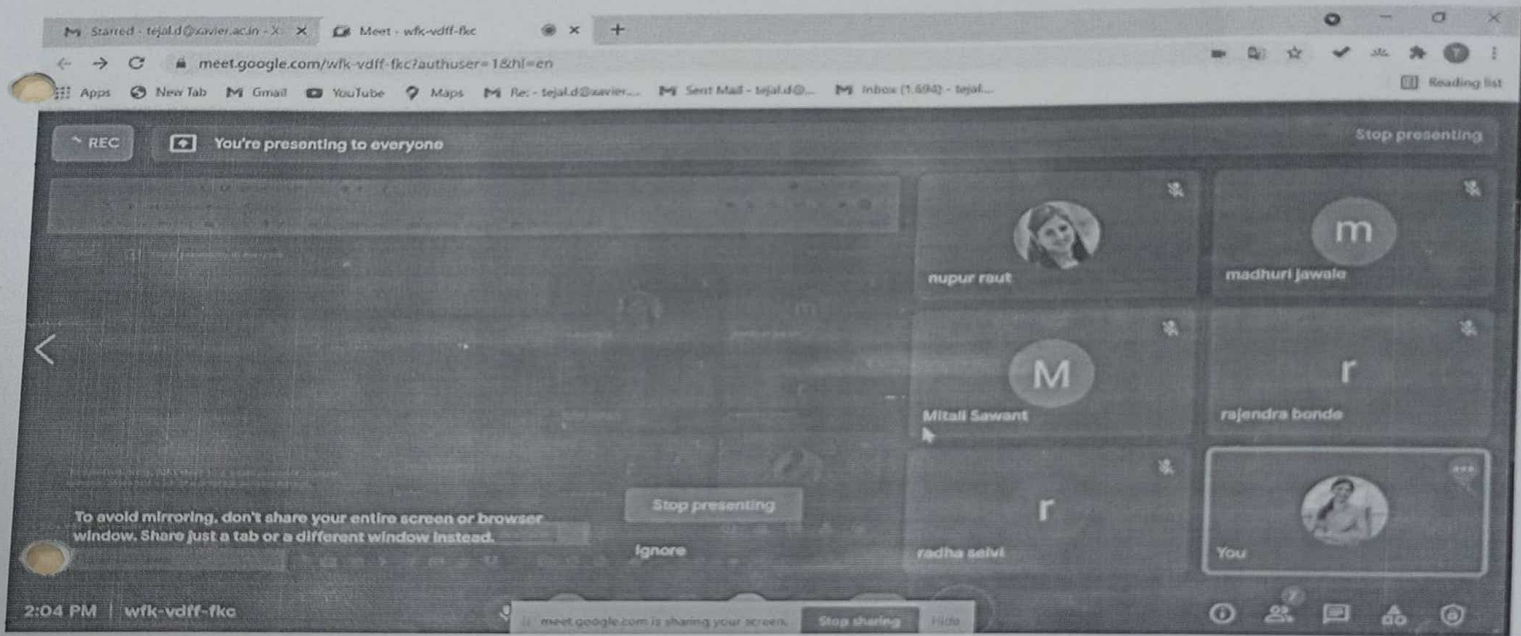 Starred - tejal.d@xavier.ac.in - X
Meet - wfk-vdff-fkc
meet.google.com/wfk-vdff-fkc?authuser=1&hl=en
Apps New Tab Gmail YouTube Maps Re: - tejal.d@xavier.... Sent Mail - tejal.d@... Inbox (1,694) - tejal....
Reading list
REC You're presenting to everyone
Stop presenting
m
nupur raut
madhuri jawale
M
r
Mitali Sawant
rajendra bonde
r
To avoid mirroring, don't share your entire screen or browser
window. Share just a tab or a different window instead.
Stop presenting
Ignore
radha selvi
You
2:04 PM | wfk-vdff-fkc
meet.google.com is sharing your screen.
Stop sharing
Hide
7